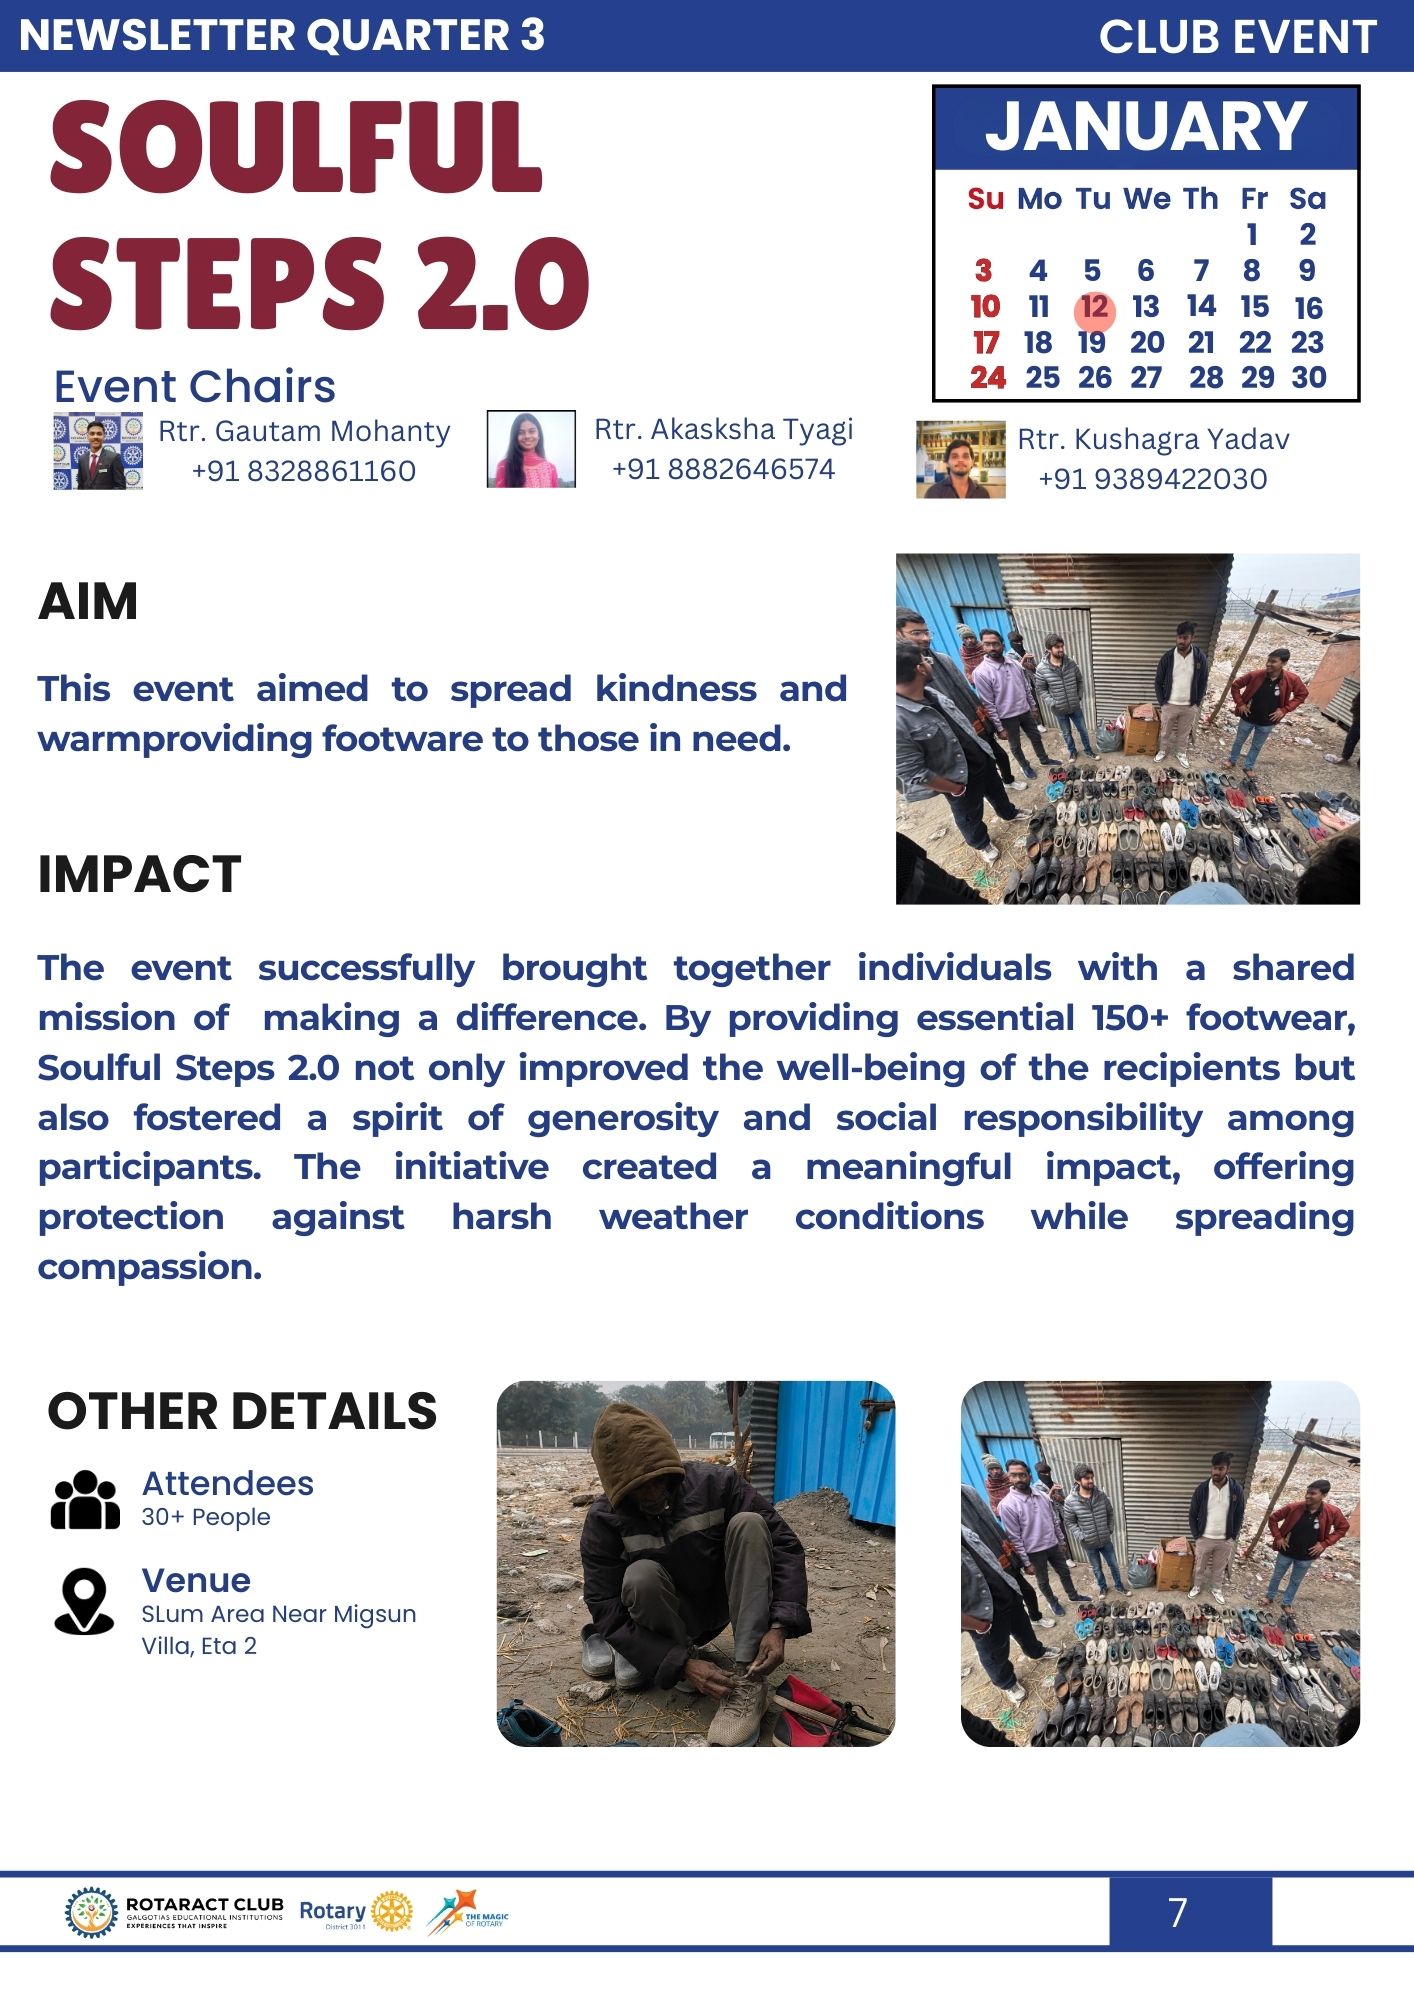 NEWSLETTER QUARTER 3
CLUB EVENT
SOULFUL
STEPS 2.0
JANUARY
Su Mo Tu We Th Fr Sa
1 2
3 4 5 6 7 8 9
10 11 12 13 14 15 16
17 18 19 20 21 22 23
24 25 26 27 28 29 30
Event Chairs
Rtr. Gautam Mohanty
+91 8328861160
Rtr. Akasksha Tyagi
+91 8882646574
Rtr. Kushagra Yadav
+91 9389422030
AIM
This event aimed to spread kindness and
warmproviding footware to those in need.
IMPACT
The event successfully brought together individuals with a shared
mission of making a difference. By providing essential 150+ footwear,
Soulful Steps 2.0 not only improved the well-being of the recipients but
also fostered a spirit of generosity and social responsibility among
participants. The initiative created a meaningful impact, offering
protection against harsh weather conditions while spreading
compassion.
OTHER DETAILS
Attendees
30+ People
Venue
SLum Area Near Migsun
Villa, Eta 2
ROTARACT CLUB
GALGOTIAS EDUCATIONAL INSTITUTIONS
EXPERIENCES THAT INSPIRE
Rotary
District 3011
THE MAGIC
OF ROTARY
7